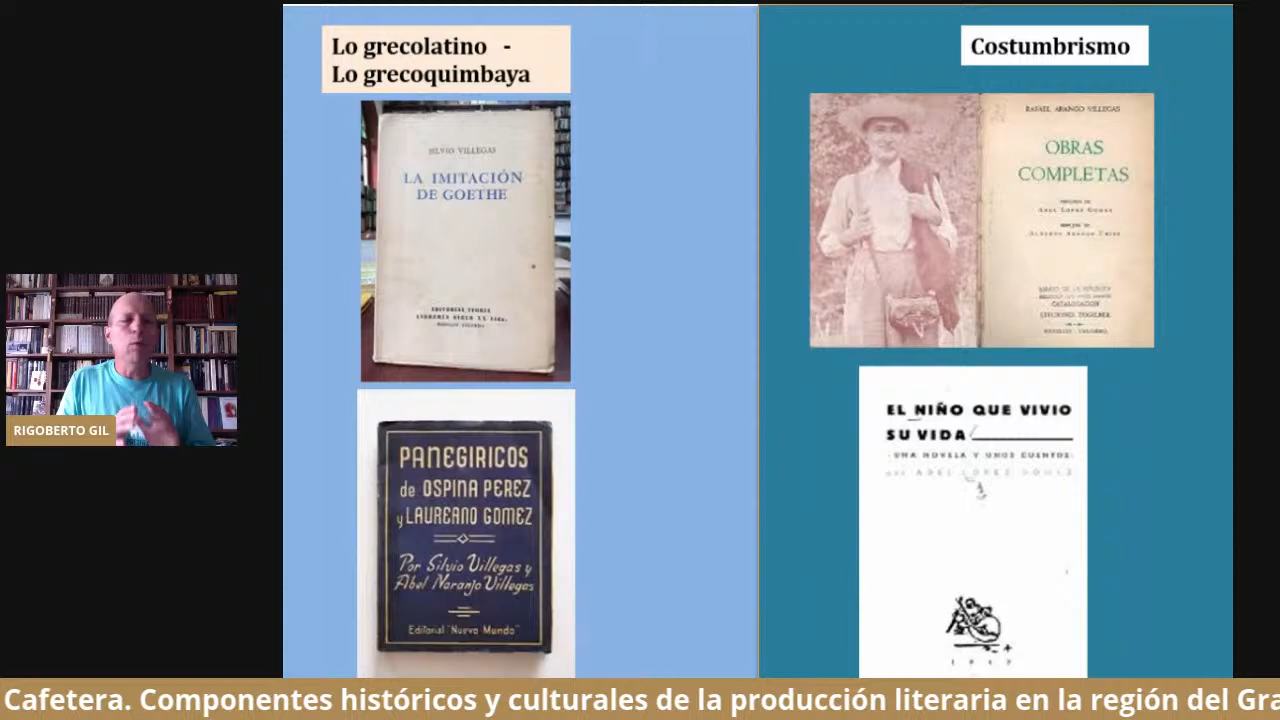 Lo grecolatino -
Lo grecoquimbaya
SILVIO VILLEGAS
LA IMITACIÓN
DE GOETHE
PANEGIRICOS
de OSPINA PEREZ
y LAUREANO GOMEZ
Por Silvio Villegas y
Abel Naranjo Villegas
Editorial "Nuevo Mundo"
Costumbrismo
RAFAEL ARANGO VILLEGAS
OBRAS
COMPLETAS
EL NIÑO QUE VIVIO
SU VIDA
-UNA NOVELA Y UNOS CUENTOS-
RIGOBERTO GIL
Cafetera. Componentes históricos y culturales de la producción literaria en la región del Gra